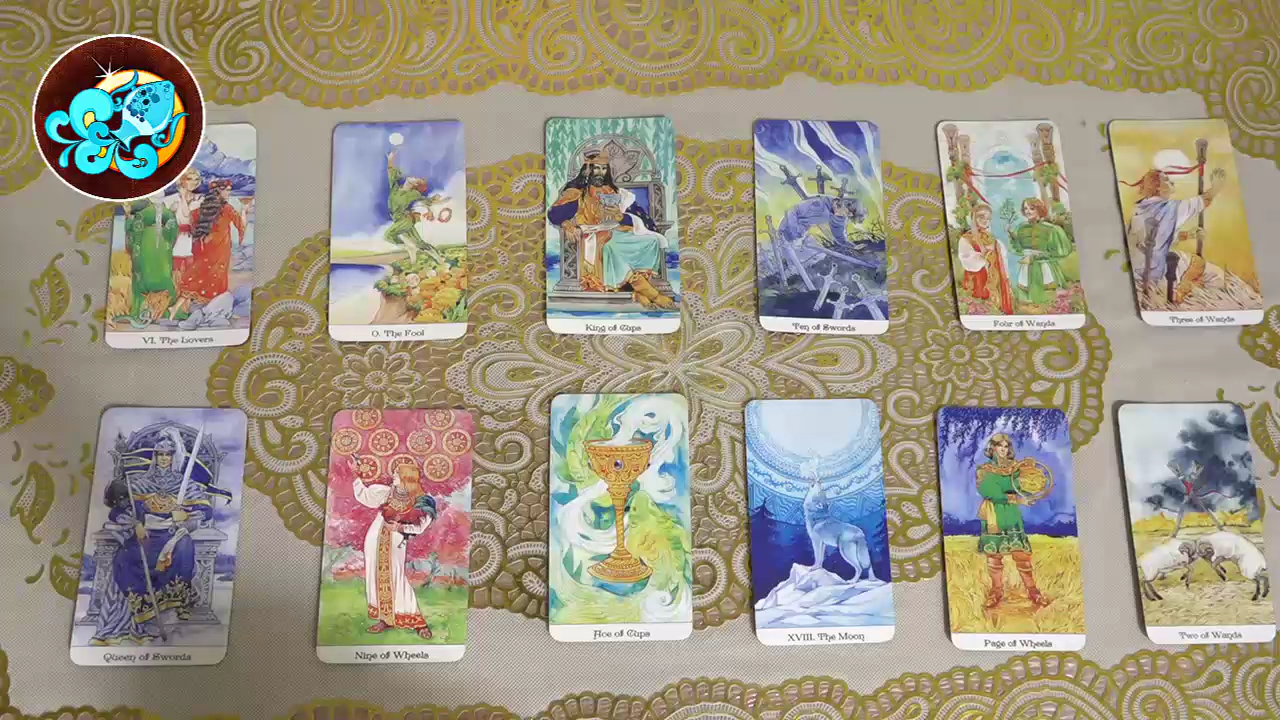 VI. The Lovers
0. The Fool
King of Cups
Ten of Swords
Four of Wands
Three of Wands
Queen of Swords
Nine of Wheels
Ace of Cups
XVIII. The Moon
Page of Wheels
Two of Wands